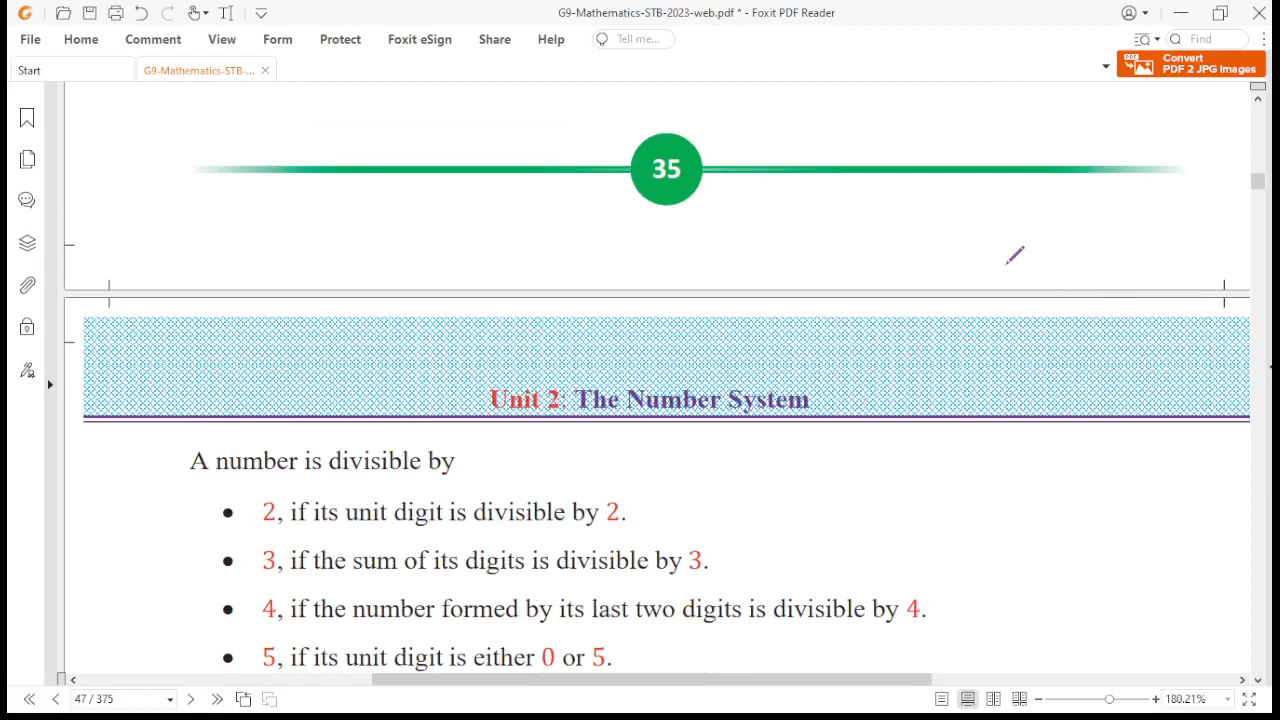 G9-Mathematics-STB-2023-web.pdf * - Foxit PDF Reader
File Home Comment View Form Protect Foxit eSign Share Help Tell me... Find
Start G9-Mathematics-STB-... Convert
PDF 2 JPG Images
35
Unit 2: The Number System
A number is divisible by
• 2, if its unit digit is divisible by 2.
• 3, if the sum of its digits is divisible by 3.
• 4, if the number formed by its last two digits is divisible by 4.
• 5, if its unit digit is either 0 or 5.
47 / 375 180.21%